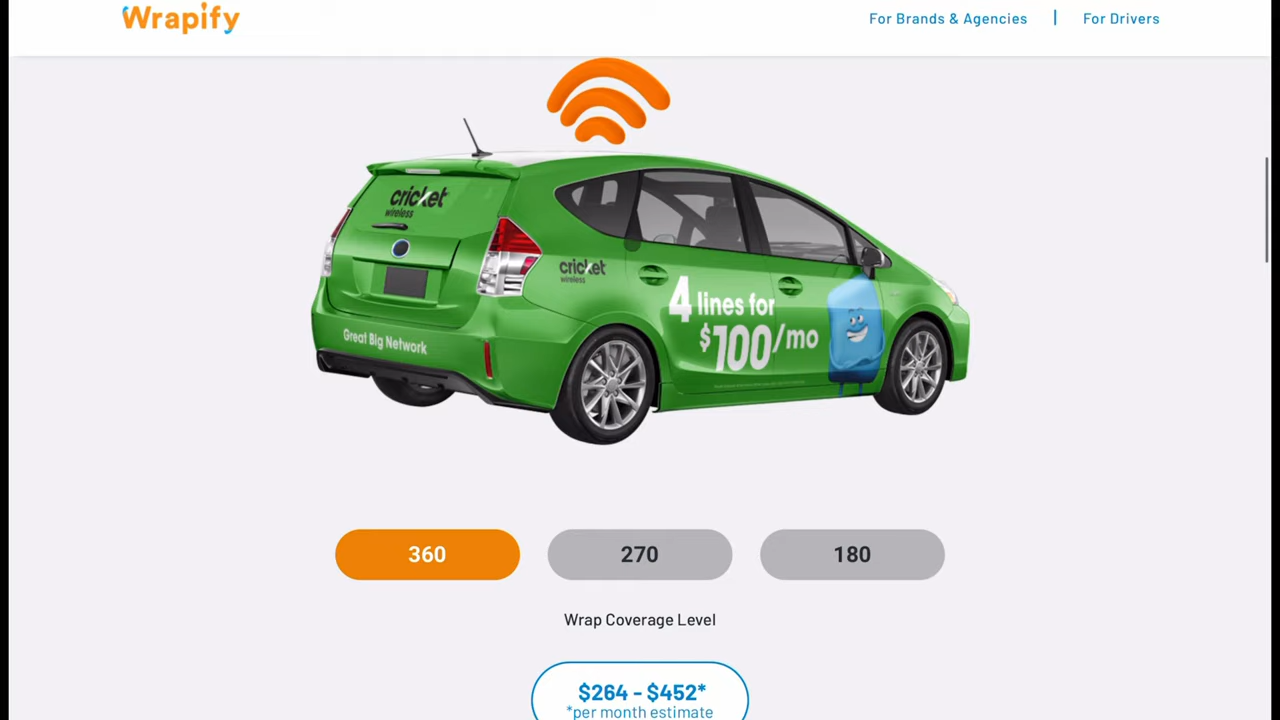 Wrapify
For Brands & Agencies | For Drivers
cricket
wireless
cricket
wireless
4 lines for
$100/mo
Great Big Network
360
270
180
Wrap Coverage Level
$264 - $452*
*per month estimate